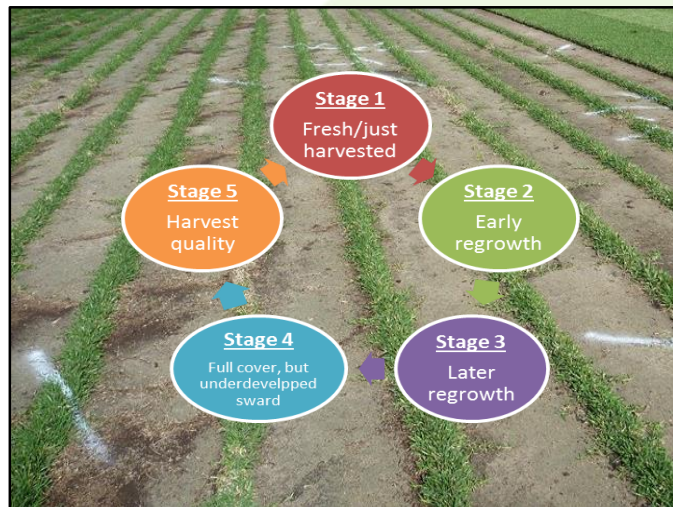 Stage 1
Fresh/just
harvested
Stage 2
Early
regrowth
Stage 3
Later
regrowth
Stage 4
Full cover, but
underdevelpped
sward
Stage 5
Harvest
quality